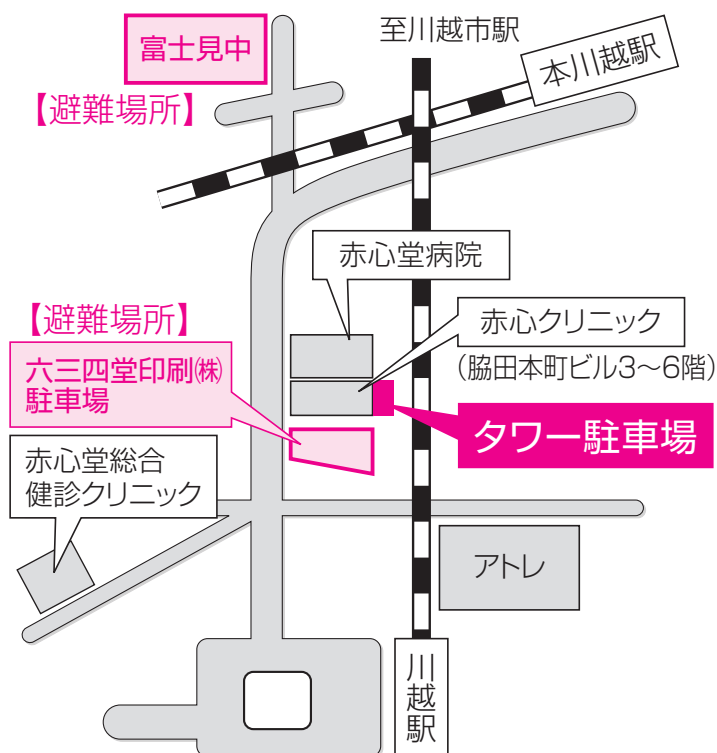 富士見中
【避難場所】
至川越市駅
本川越駅
赤心堂病院
赤心クリニック
(脇田本町ビル3〜6階)
タワー駐車場
【避難場所】
六三四堂印刷㈱
駐車場
赤心堂総合
健診クリニック
アトレ
川越駅